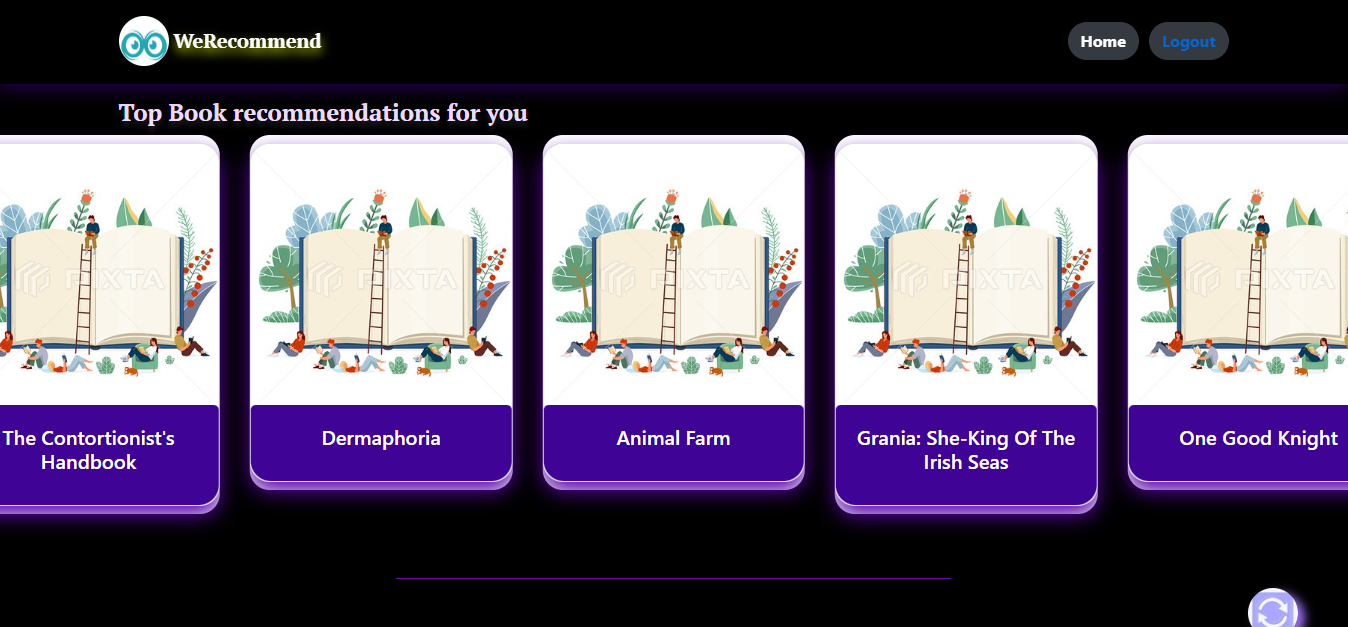 WeRecommend
Home
Logout
Top Book recommendations for you
PIXTA
PIXTA
PIXTA
PIXTA
PIXTA
The Contortionist's
Handbook
Dermaphoria
Animal Farm
Grania: She-King Of The
Irish Seas
One Good Knight